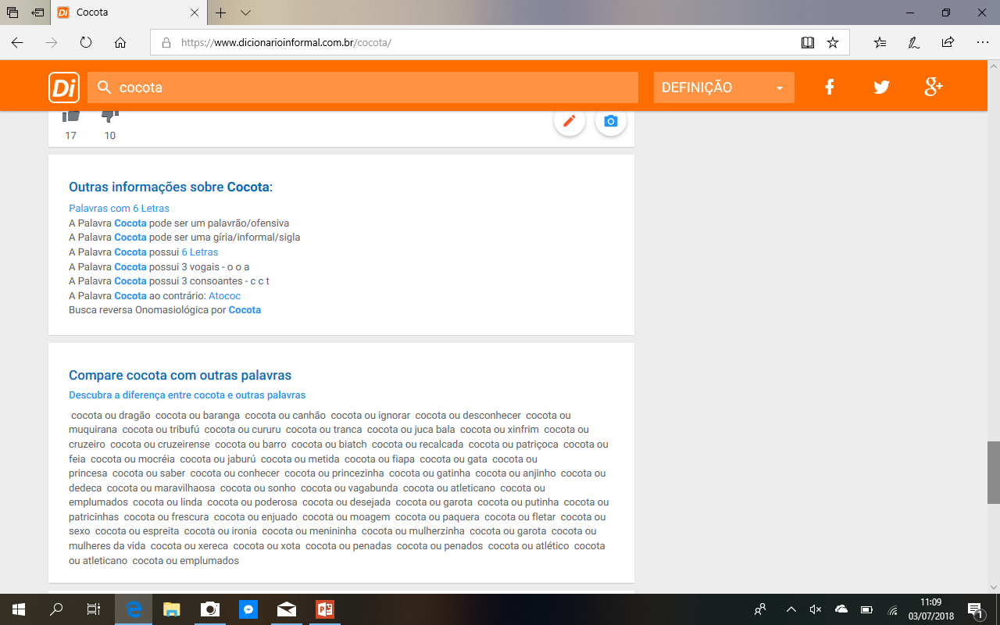 Cocota
https://www.dicionarioinformal.com.br/cocota/
Di
cocota
DEFINIÇÃO
17 10
Outras informações sobre Cocota:
Palavras com 6 Letras
A Palavra Cocota pode ser um palavrão/ofensiva
A Palavra Cocota pode ser uma gíria/informal/sigla
A Palavra Cocota possui 6 Letras
A Palavra Cocota possui 3 vogais - o o a
A Palavra Cocota possui 3 consoantes - c c t
A Palavra Cocota ao contrário: Atococ
Busca reversa Onomasiológica por Cocota
Compare cocota com outras palavras
Descubra a diferença entre cocota e outras palavras
cocota ou dragão cocota ou baranga cocota ou canhão cocota ou ignorar cocota ou desconhecer cocota ou
muquirana cocota ou tribufú cocota ou cururu cocota ou tranca cocota ou juca bala cocota ou xinfrim cocota ou
cruzeiro cocota ou cruzeirense cocota ou barro cocota ou biatch cocota ou recalcada cocota ou patriçoca cocota ou
feia cocota ou mocréia cocota ou jaburú cocota ou metida cocota ou fiapa cocota ou gata cocota ou
princesa cocota ou saber cocota ou conhecer cocota ou princezinha cocota ou gatinha cocota ou anjinho cocota ou
dedeca cocota ou maravilhaosa cocota ou sonho cocota ou vagabunda cocota ou atleticano cocota ou
emplumados cocota ou linda cocota ou poderosa cocota ou desejada cocota ou garota cocota ou putinha cocota ou
patricinhas cocota ou frescura cocota ou enjuado cocota ou moagem cocota ou paquera cocota ou fletar cocota ou
sexo cocota ou espreita cocota ou ironia cocota ou menininha cocota ou mulherzinha cocota ou garota cocota ou
mulheres da vida cocota ou xereca cocota ou xota cocota ou penadas cocota ou penados cocota ou atlético cocota
ou atleticano cocota ou emplumados
11:09
03/07/2018
1